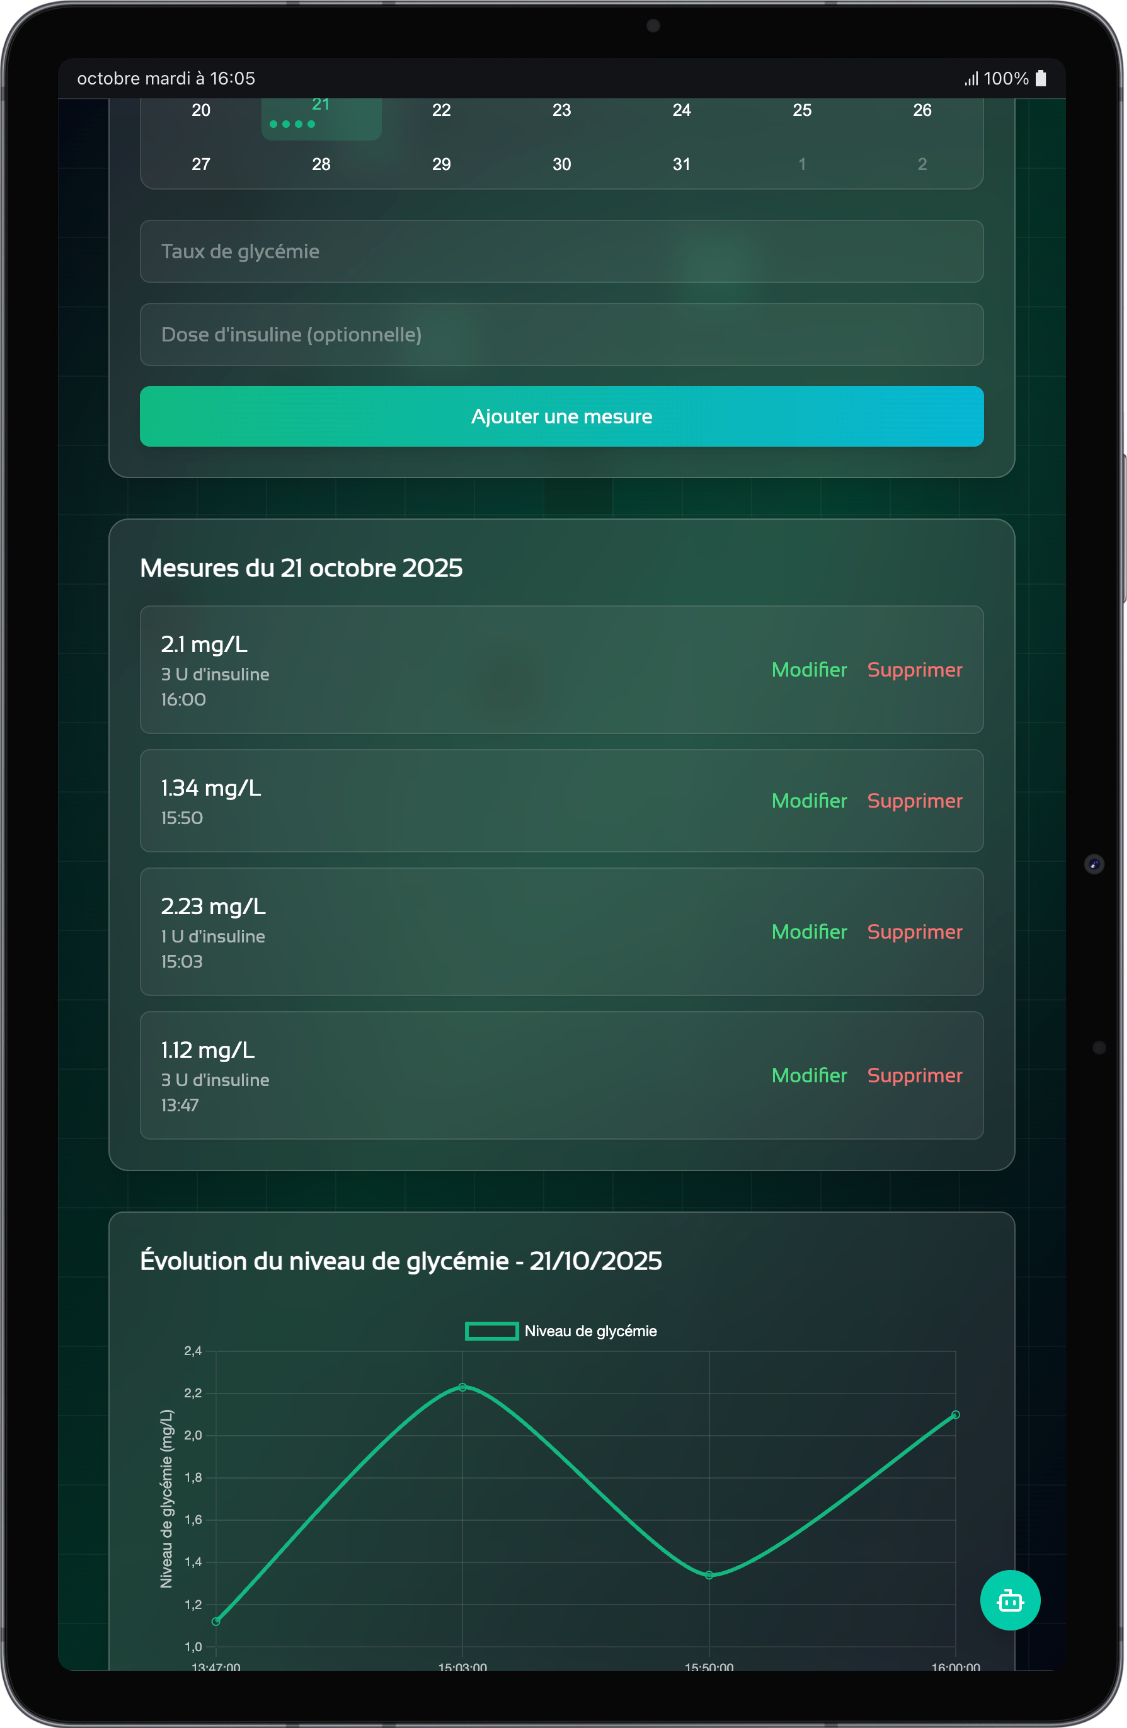 octobre mardi à 16:05
100%
20 21 22 23 24 25 26
27 28 29 30 31 1 2
Taux de glycémie
Dose d'insuline (optionnelle)
Ajouter une mesure
Mesures du 21 octobre 2025
2.1 mg/L
3 U d'insuline
16:00
Modifier Supprimer
1.34 mg/L
15:50
Modifier Supprimer
2.23 mg/L
1 U d'insuline
15:03
Modifier Supprimer
1.12 mg/L
3 U d'insuline
13:47
Modifier Supprimer
Évolution du niveau de glycémie - 21/10/2025
Niveau de glycémie
Niveau de glycémie (mg/L)
2,4
2,2
2,0
1,8
1,6
1,4
1,2
1,0
13:47:00 15:03:00 15:50:00 16:00:00